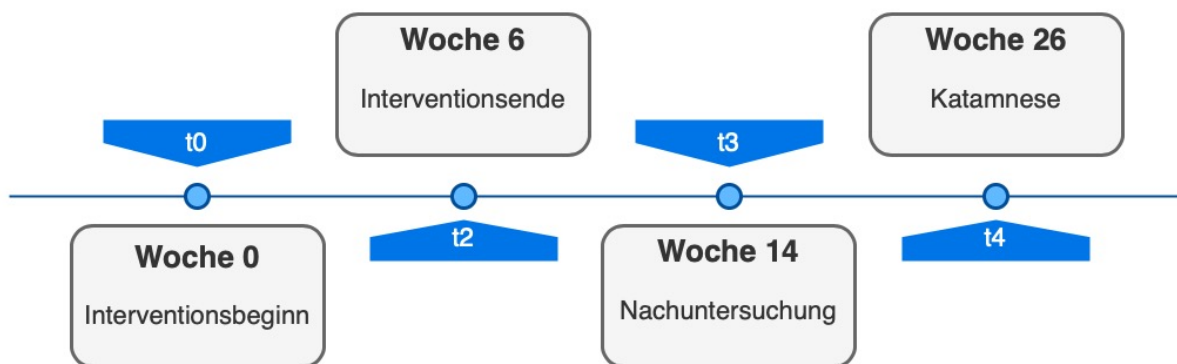 Woche 6
Interventionsende
Woche 26
Katamnese
t0
t3
t2
t4
Woche 0
Interventionsbeginn
Woche 14
Nachuntersuchung